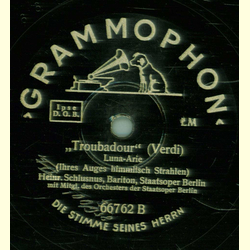 GRAMMOPHON
Ipse
D.G.B.
ℛM
„Troubadour“ (Verdi)
Luna-Arie
(Ihres Auges himmlisch Strahlen)
Heinr. Schlusnus, Bariton, Staatsoper Berlin
mit Mitgl. des Orchesters der Staatsoper Berlin
66762 B
DIE STIMME SEINES HERRN